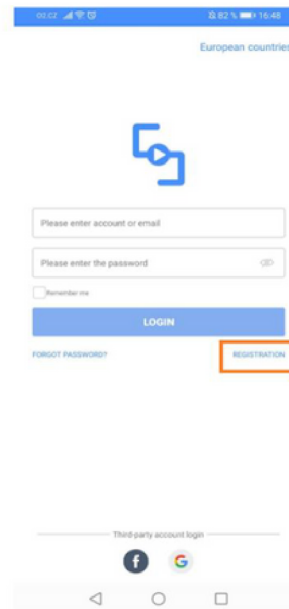 o2.cz 82 % 16:48
European countries
Please enter account or email
Please enter the password
Remember me
LOGIN
FORGOT PASSWORD? REGISTRATION
Third-party account login
f G